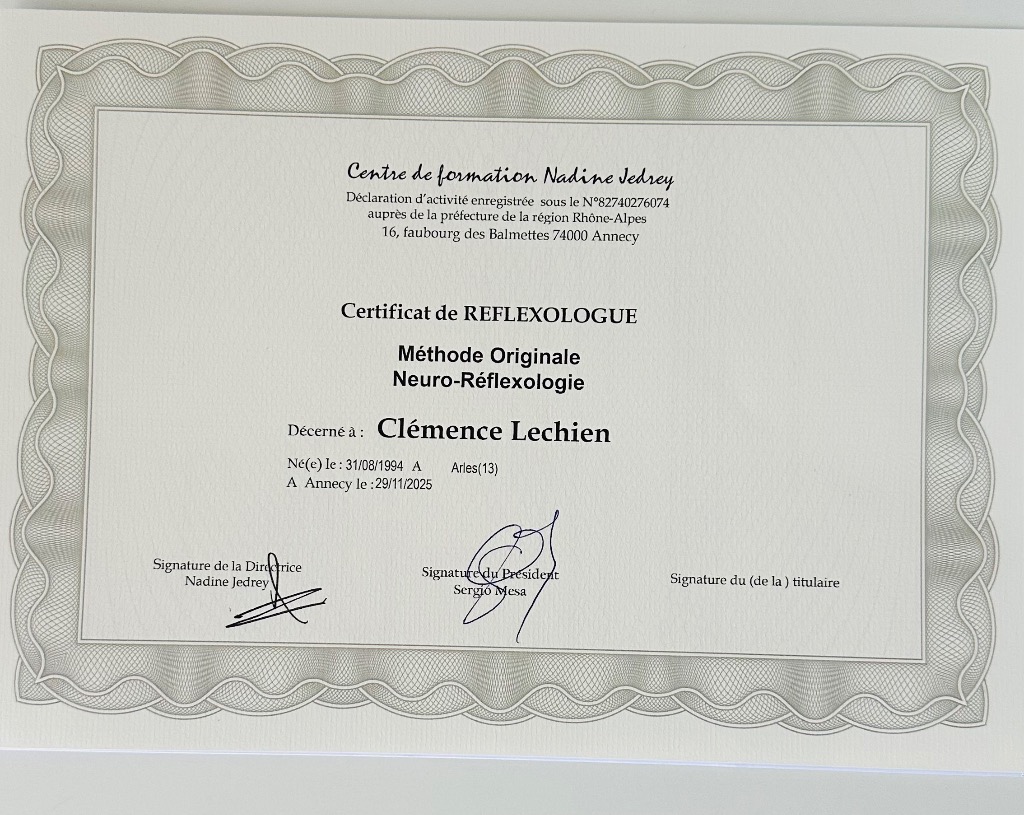 Centre de formation Nadine Jedrey
Déclaration d'activité enregistrée sous le N°82740276074
auprès de la préfecture de la région Rhône-Alpes
16, faubourg des Balmettes 74000 Annecy
Certificat de REFLEXOLOGUE
Méthode Originale
Neuro-Réflexologie
Décerné à : Clémence Lechien
Né(e) le : 31/08/1994 A Arles(13)
A Annecy le :29/11/2025
Signature de la Directrice
Nadine Jedrey
Signature du Président
Sergio Mesa
Signature du (de la ) titulaire